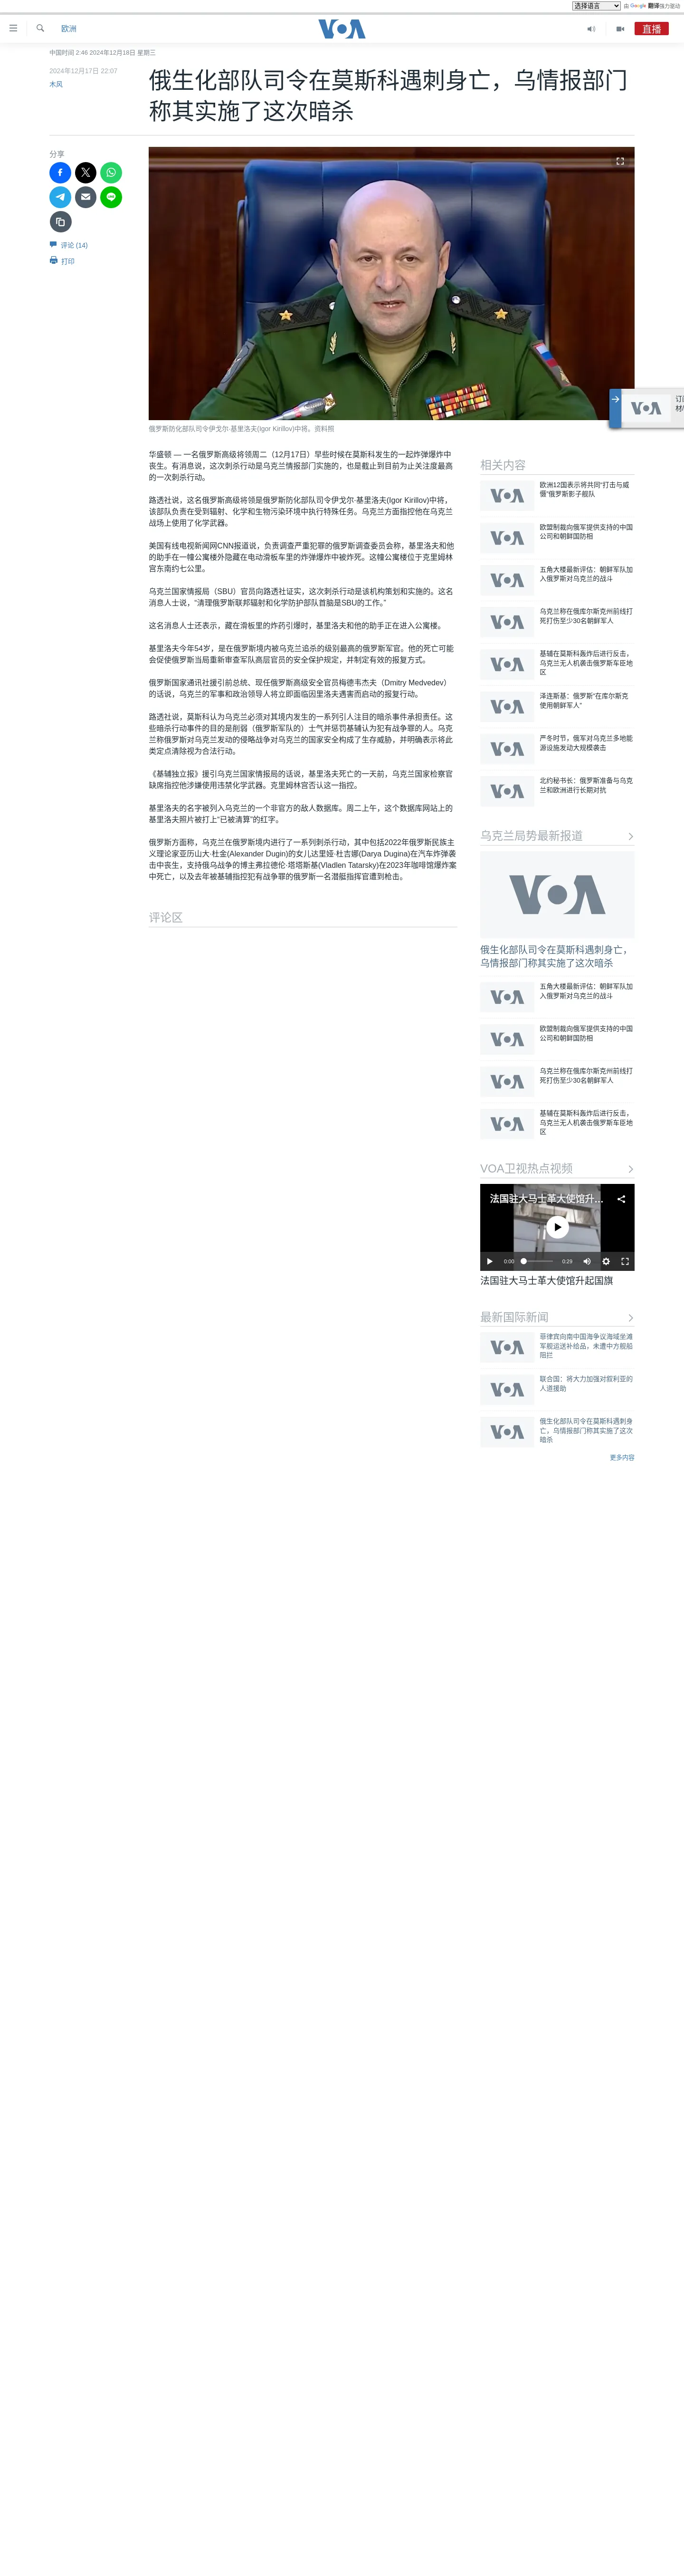 选择语言
由 Google 翻译强力驱动
欧洲
VOA
直播
中国时间 2:46 2024年12月18日 星期三
2024年12月17日 22:07
木风
俄生化部队司令在莫斯科遇刺身亡，乌情报部门
称其实施了这次暗杀
分享
评论 (14)
打印
俄罗斯防化部队司令伊戈尔·基里洛夫(Igor Kirillov)中将。资料照
订阅
华盛顿 — 一名俄罗斯高级将领周二（12月17日）早些时候在莫斯科发生的一起炸弹爆炸中
丧生。有消息说，这次刺杀行动是乌克兰情报部门实施的，也是截止到目前为止关注度最高
的一次刺杀行动。
路透社说，这名俄罗斯高级将领是俄罗斯防化部队司令伊戈尔·基里洛夫(Igor Kirillov)中将，
该部队负责在受到辐射、化学和生物污染环境中执行特殊任务。乌克兰方面指控他在乌克兰
战场上使用了化学武器。
美国有线电视新闻网CNN报道说，负责调查严重犯罪的俄罗斯调查委员会称，基里洛夫和他
的助手在一幢公寓楼外隐藏在电动滑板车里的炸弹爆炸中被炸死。这幢公寓楼位于克里姆林
宫东南约七公里。
乌克兰国家情报局（SBU）官员向路透社证实，这次刺杀行动是该机构策划和实施的。这名
消息人士说，“清理俄罗斯联邦辐射和化学防护部队首脑是SBU的工作。”
这名消息人士还表示，藏在滑板里的炸药引爆时，基里洛夫和他的助手正在进入公寓楼。
基里洛夫今年54岁，是在俄罗斯境内被乌克兰追杀的级别最高的俄罗斯军官。他的死亡可能
会促使俄罗斯当局重新审查军队高层官员的安全保护规定，并制定有效的报复方式。
俄罗斯国家通讯社援引前总统、现任俄罗斯高级安全官员梅德韦杰夫（Dmitry Medvedev）
的话说，乌克兰的军事和政治领导人将立即面临因里洛夫遇害而启动的报复行动。
路透社说，莫斯科认为乌克兰必须对其境内发生的一系列引人注目的暗杀事件承担责任。这
些暗杀行动事件的目的是削弱（俄罗斯军队的）士气并惩罚基辅认为犯有战争罪的人。乌克
兰称俄罗斯对乌克兰发动的侵略战争对乌克兰的国家安全构成了生存威胁，并明确表示将此
类定点清除视为合法行动。
《基辅独立报》援引乌克兰国家情报局的话说，基里洛夫死亡的一天前，乌克兰国家检察官
缺席指控他涉嫌使用违禁化学武器。克里姆林宫否认这一指控。
基里洛夫的名字被列入乌克兰的一个非官方的敌人数据库。周二上午，这个数据库网站上的
基里洛夫照片被打上“已被清算”的红字。
俄罗斯方面称，乌克兰在俄罗斯境内进行了一系列刺杀行动，其中包括2022年俄罗斯民族主
义理论家亚历山大·杜金(Alexander Dugin)的女儿达里娅·杜吉娜(Darya Dugina)在汽车炸弹袭
击中丧生，支持俄乌战争的博主弗拉德伦·塔塔斯基(Vladlen Tatarsky)在2023年咖啡馆爆炸案
中死亡，以及去年被基辅指控犯有战争罪的俄罗斯一名潜艇指挥官遭到枪击。
评论区
相关内容
欧洲12国表示将共同“打击与威
慑”俄罗斯影子舰队
欧盟制裁向俄军提供支持的中国
公司和朝鲜国防相
五角大楼最新评估：朝鲜军队加
入俄罗斯对乌克兰的战斗
乌克兰称在俄库尔斯克州前线打
死打伤至少30名朝鲜军人
基辅在莫斯科轰炸后进行反击，
乌克兰无人机袭击俄罗斯车臣地
区
泽连斯基：俄罗斯“在库尔斯克
使用朝鲜军人”
严冬时节，俄军对乌克兰多地能
源设施发动大规模袭击
北约秘书长：俄罗斯准备与乌克
兰和欧洲进行长期对抗
乌克兰局势最新报道
VOA
俄生化部队司令在莫斯科遇刺身亡，
乌情报部门称其实施了这次暗杀
五角大楼最新评估：朝鲜军队加
入俄罗斯对乌克兰的战斗
欧盟制裁向俄军提供支持的中国
公司和朝鲜国防相
乌克兰称在俄库尔斯克州前线打
死打伤至少30名朝鲜军人
基辅在莫斯科轰炸后进行反击，
乌克兰无人机袭击俄罗斯车臣地
区
VOA卫视热点视频
法国驻大马士革大使馆升...
0:00 0:29
法国驻大马士革大使馆升起国旗
最新国际新闻
菲律宾向南中国海争议海域坐滩
军舰运送补给品，未遭中方舰船
阻拦
联合国：将大力加强对叙利亚的
人道援助
俄生化部队司令在莫斯科遇刺身
亡，乌情报部门称其实施了这次
暗杀
更多内容